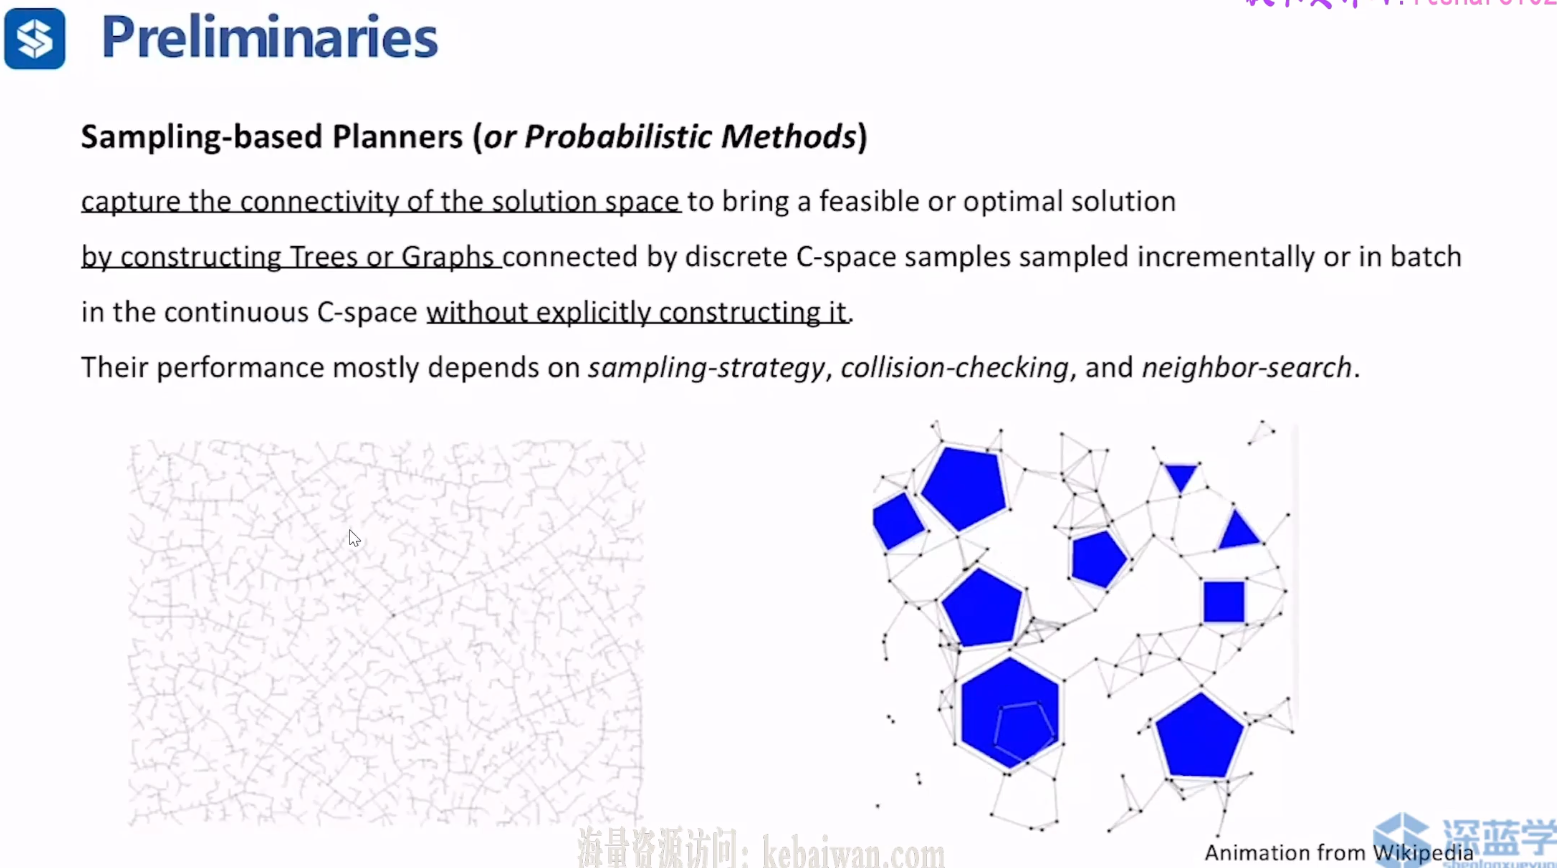 Preliminaries
Sampling-based Planners (or Probabilistic Methods)
capture the connectivity of the solution space to bring a feasible or optimal solution
by constructing Trees or Graphs connected by discrete C-space samples sampled incrementally or in batch
in the continuous C-space without explicitly constructing it.
Their performance mostly depends on sampling-strategy, collision-checking, and neighbor-search.
海量资源访问: kebaiwan.com
深蓝学
Animation from Wikipedia
shenlanxueyuan